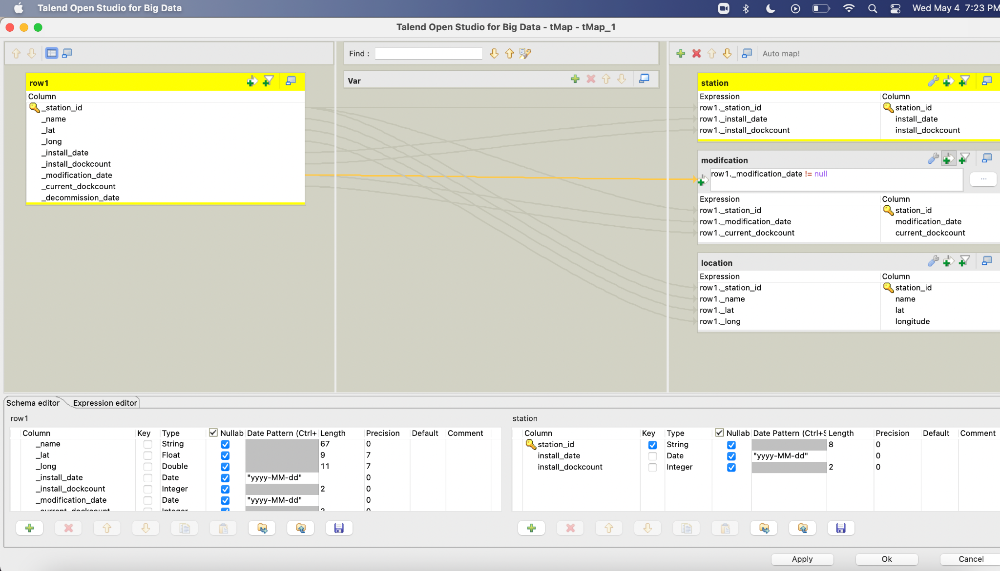 Talend Open Studio for Big Data
Wed May 4 7:23 PM
Talend Open Studio for Big Data - tMap - tMap_1
Find :
Auto map!
row1
Column
_station_id
_name
_lat
_long
_install_date
_install_dockcount
_modification_date
_current_dockcount
_decommission_date
Var
station
Expression Column
row1._station_id station_id
row1._install_date install_date
row1._install_dockcount install_dockcount
modifcation
row1._modification_date != null
...
Expression Column
row1._station_id station_id
row1._modification_date modification_date
row1._current_dockcount current_dockcount
location
Expression Column
row1._station_id station_id
row1._name name
row1._lat lat
row1._long longitude
Schema editor Expression editor
row1
Column Key Type Nullab Date Pattern (Ctrl+ Length Precision Default Comment
_name String 67 0
_lat Float 9 7
_long Double 11 7
_install_date Date "yyyy-MM-dd" 0
_install_dockcount Integer 2 0
_modification_date Date "yyyy-MM-dd" 0
_current_dockcount Integer 2 0
station
Column Key Type Nullab Date Pattern (Ctrl+S Length Precision Default Comment
station_id String 8 0
install_date Date "yyyy-MM-dd" 0
install_dockcount Integer 2 0
Apply Ok Cancel